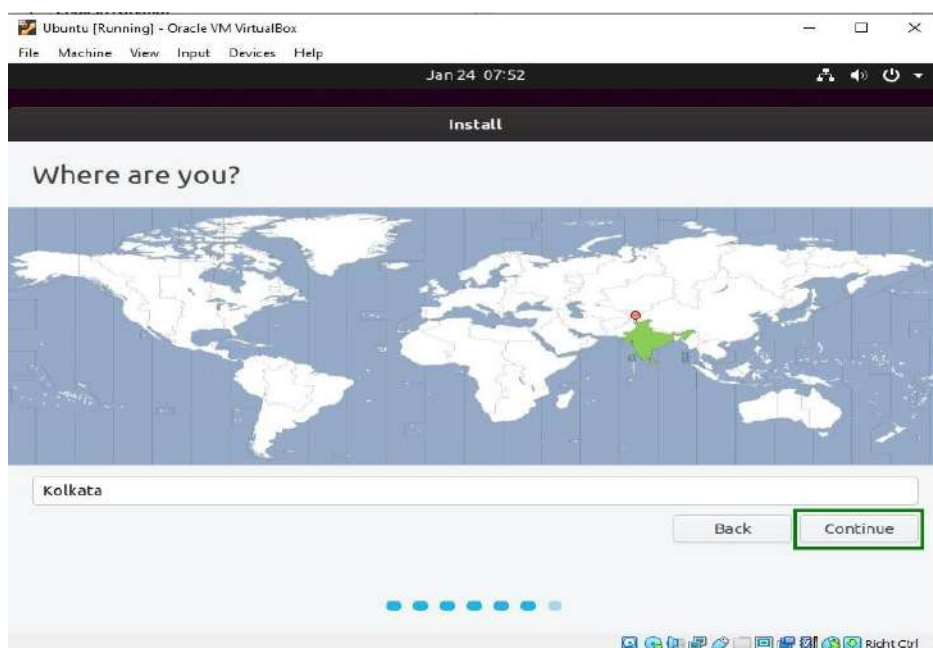 Ubuntu [Running] - Oracle VM VirtualBox
File Machine View Input Devices Help
Jan 24 07:52
Install
Where are you?
Kolkata
Back Continue
Right Ctrl